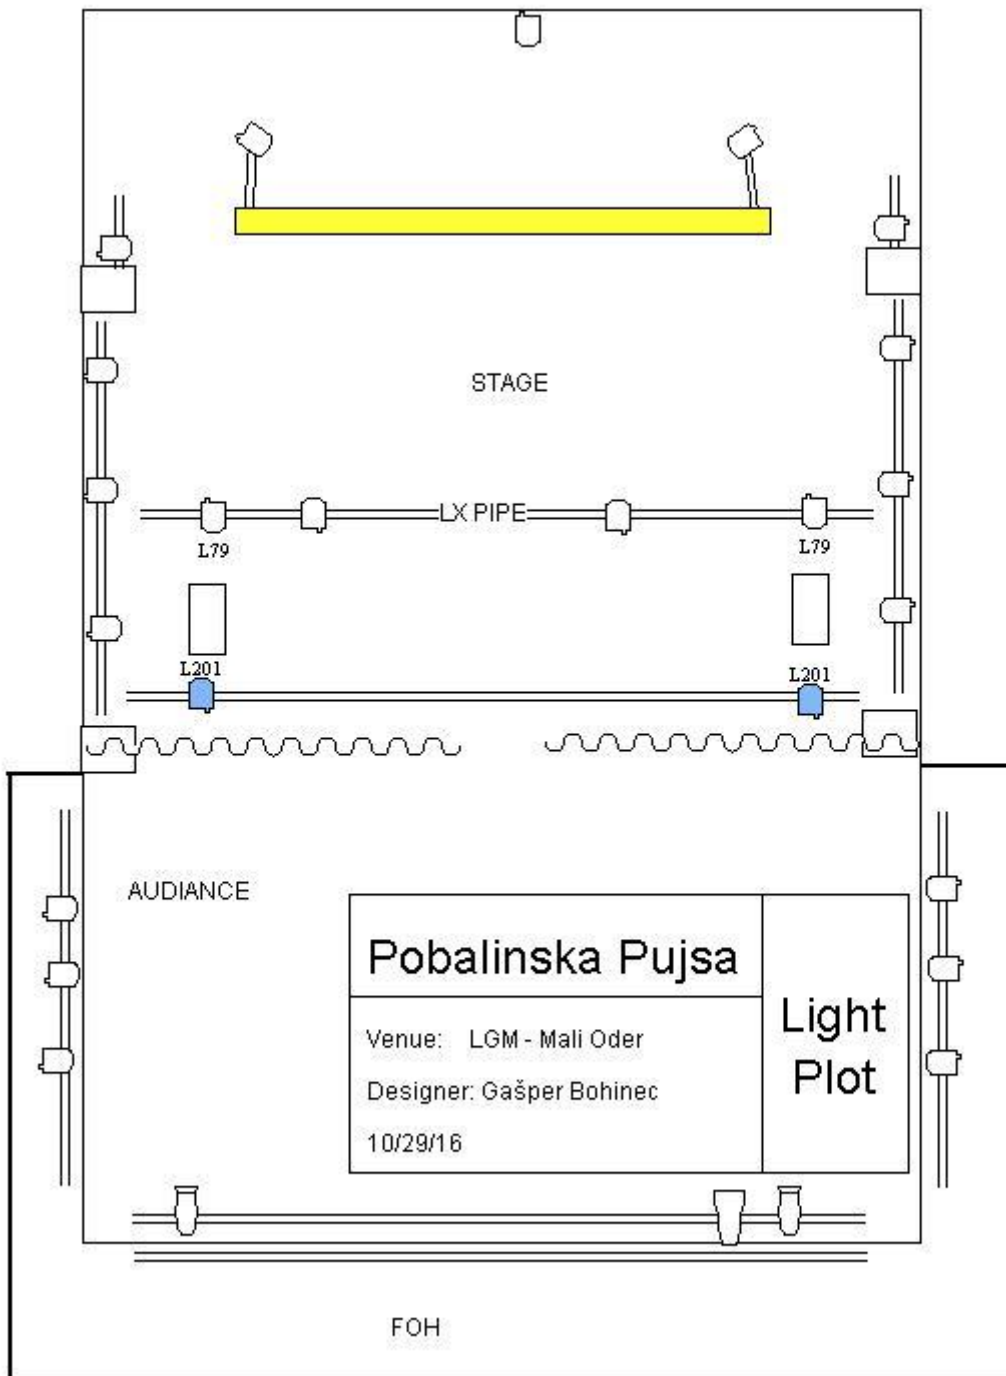 STAGE
LX PIPE
L79
L79
L201
L201
AUDIANCE
Pobalinska Pujsa
Venue: LGM - Mali Oder
Designer: Gašper Bohinec
10/29/16
Light
Plot
FOH